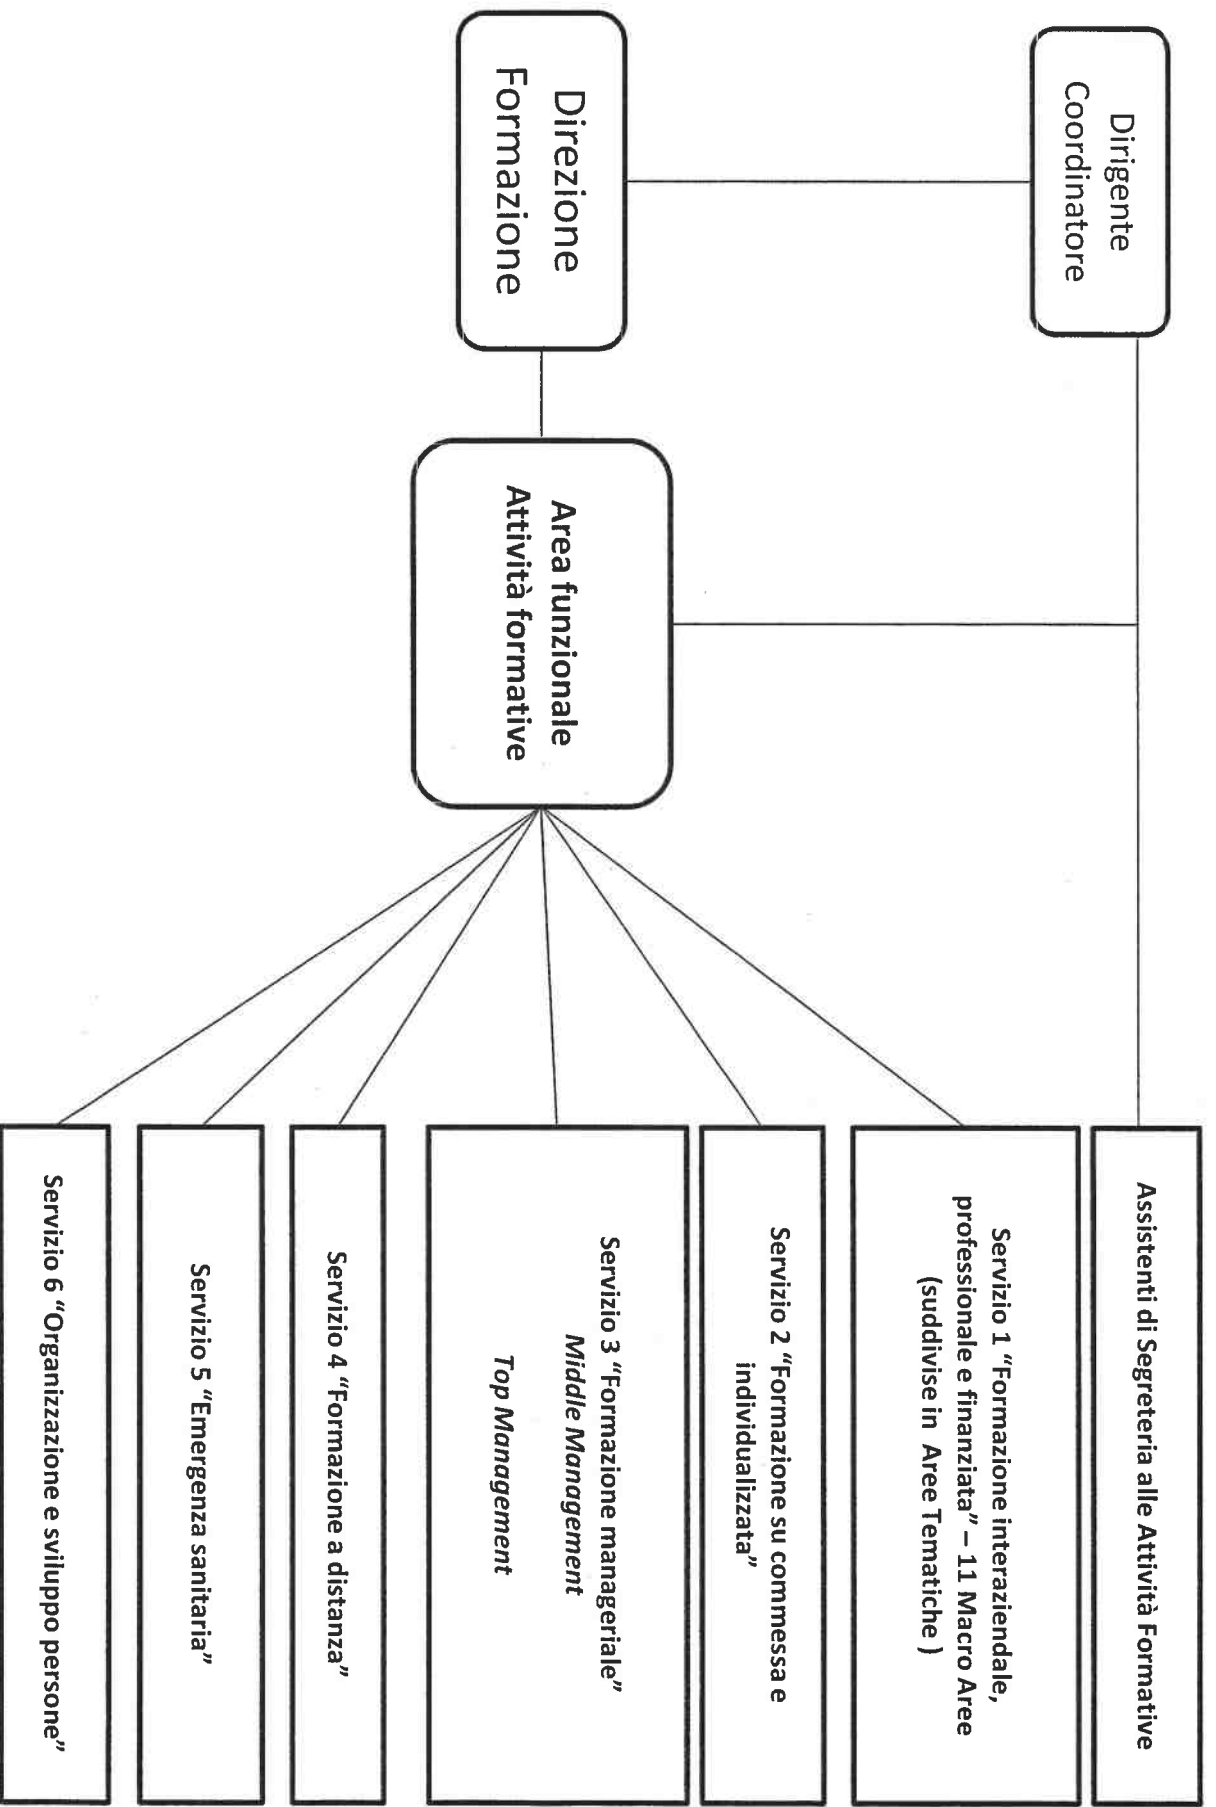 Dirigente
Coordinatore
Direzione
Formazione
Area funzionale
Attività formative
Assistenti di Segreteria alle Attività Formative
Servizio 1 “Formazione interaziendale,
professionale e finanziata” – 11 Macro Aree
(suddivise in Aree Tematiche )
Servizio 2 “Formazione su commessa e
individualizzata”
Servizio 3 “Formazione manageriale”
Middle Management
Top Management
Servizio 4 “Formazione a distanza”
Servizio 5 “Emergenza sanitaria”
Servizio 6 “Organizzazione e sviluppo persone”